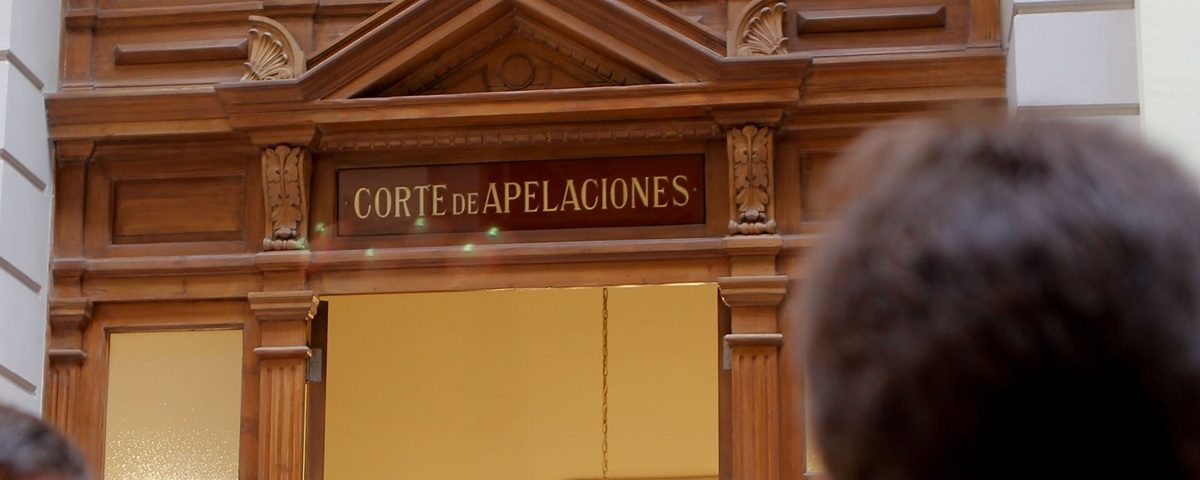 CORTE DE APELACIONES